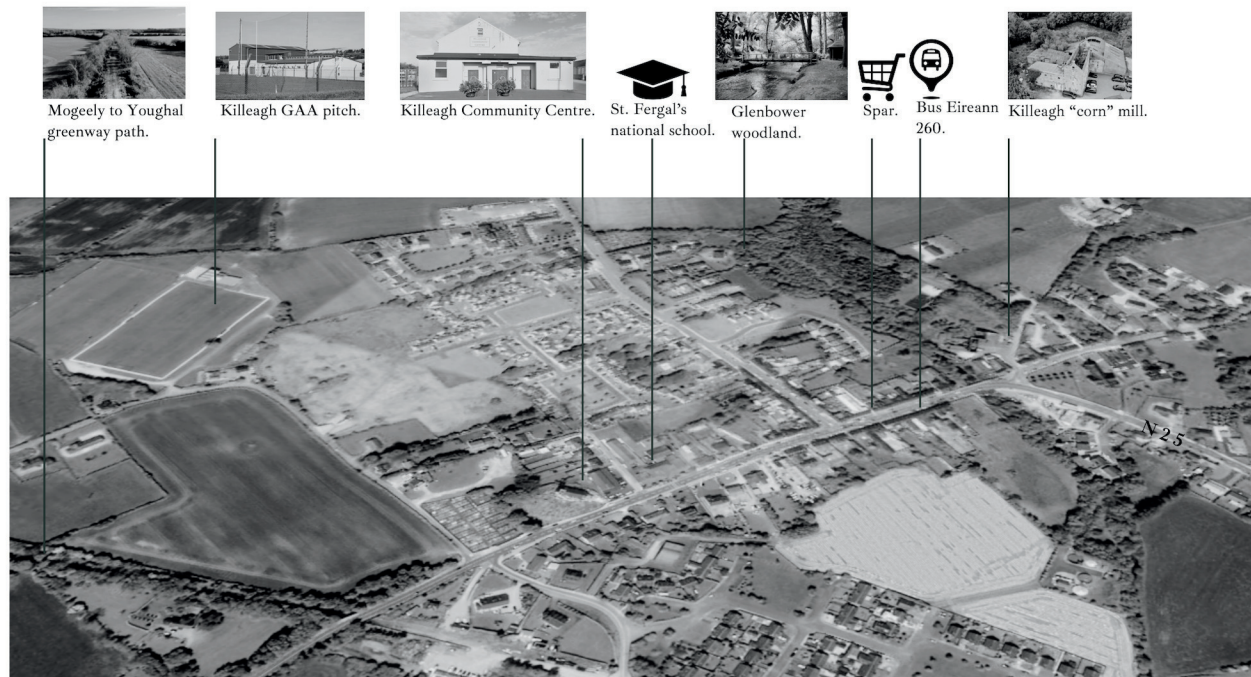 Mogeely to Youghal
greenway path.
Killeagh GAA pitch.
Killeagh Community Centre.
St. Fergal's
national school.
Glenbower
woodland.
Spar.
Bus Eireann
260.
Killeagh “corn” mill.
N25